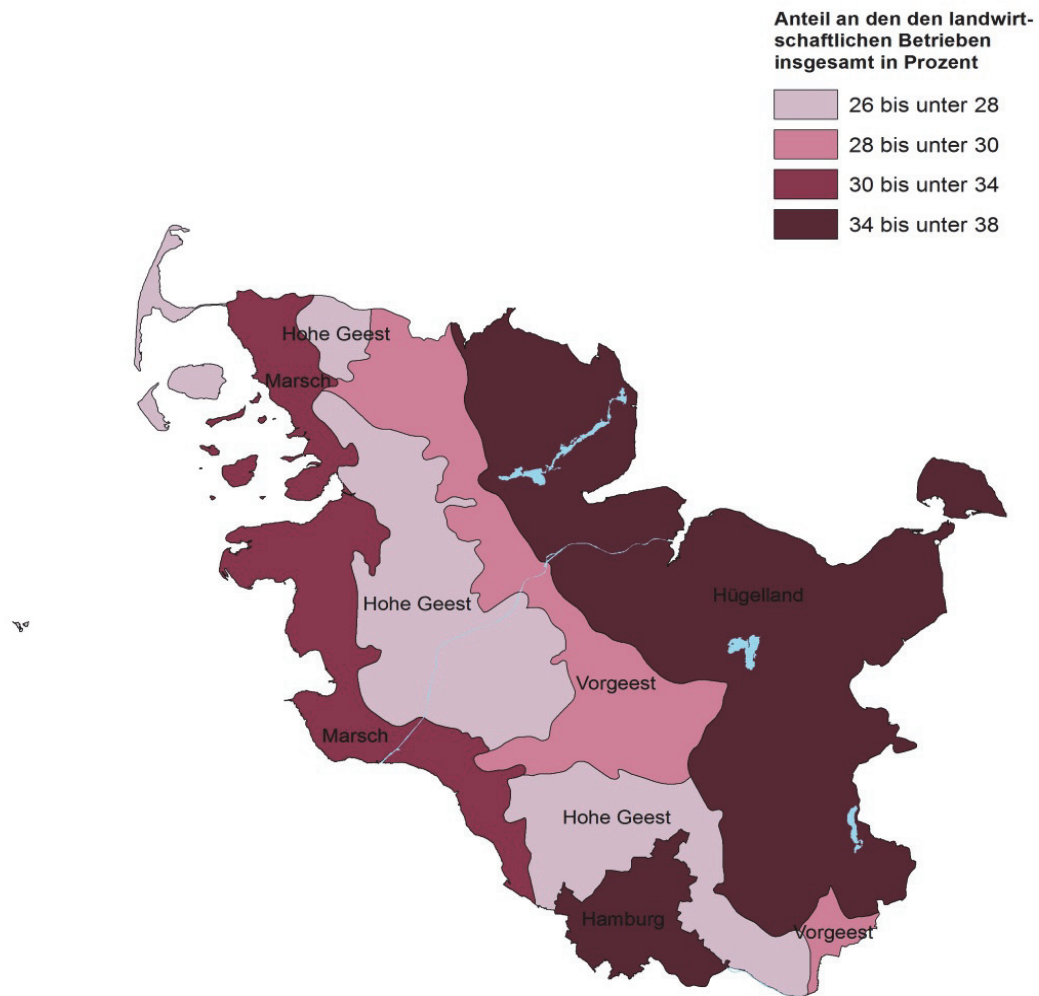 Anteil an den den landwirt-
schaftlichen Betrieben
insgesamt in Prozent
26 bis unter 28
28 bis unter 30
30 bis unter 34
34 bis unter 38
Hohe Geest
Marsch
Hohe Geest
Hügelland
Vorgeest
Marsch
Hohe Geest
Hamburg
Vorgeest